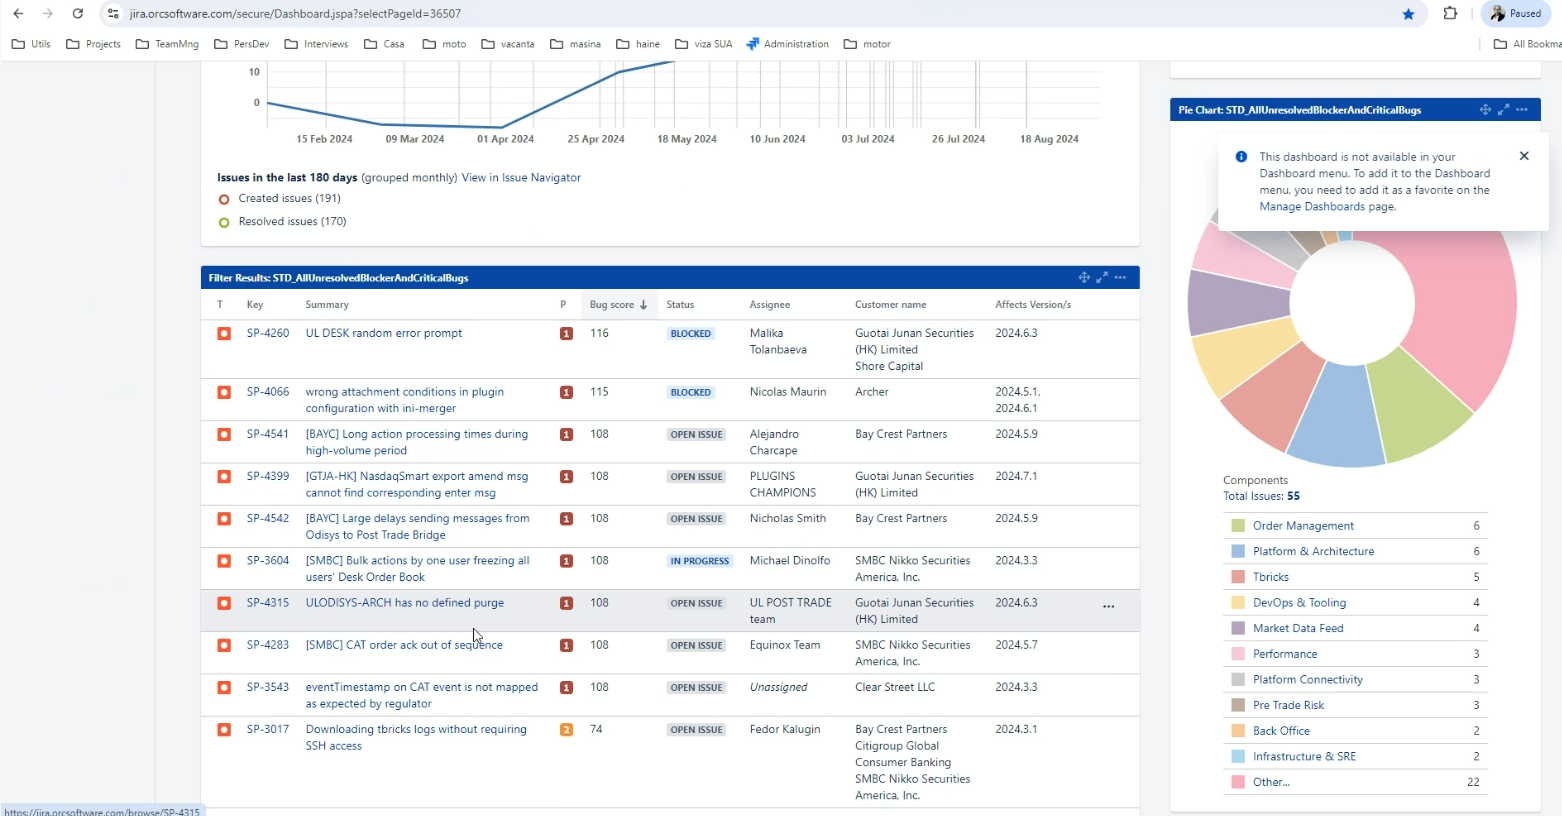 jira.orcsoftware.com/secure/Dashboard.jspa?selectPageId=36507
Paused
Utils Projects TeamMng PersDev Interviews Casa moto vacanta masina haine viza SUA Administration motor All Bookma
10
0
15 Feb 2024 09 Mar 2024 01 Apr 2024 25 Apr 2024 18 May 2024 10 Jun 2024 03 Jul 2024 26 Jul 2024 18 Aug 2024
Issues in the last 180 days (grouped monthly) View in Issue Navigator
Created issues (191)
Resolved issues (170)
Filter Results: STD_AllUnresolvedBlockerAndCriticalBugs
T Key Summary P Bug score Status Assignee Customer name Affects Version/s
SP-4260 UL DESK random error prompt 1 116 BLOCKED Malika Guotai Junan Securities 2024.6.3
Tolanbaeva (HK) Limited
Shore Capital
SP-4066 wrong attachment conditions in plugin 1 115 BLOCKED Nicolas Maurin Archer 2024.5.1,
configuration with ini-merger 2024.6.1
SP-4541 [BAYC] Long action processing times during 1 108 OPEN ISSUE Alejandro Bay Crest Partners 2024.5.9
high-volume period Charcape
SP-4399 [GTJA-HK] NasdaqSmart export amend msg 1 108 OPEN ISSUE PLUGINS Guotai Junan Securities 2024.7.1
cannot find corresponding enter msg CHAMPIONS (HK) Limited
SP-4542 [BAYC] Large delays sending messages from 1 108 OPEN ISSUE Nicholas Smith Bay Crest Partners 2024.5.9
Odisys to Post Trade Bridge
SP-3604 [SMBC] Bulk actions by one user freezing all 1 108 IN PROGRESS Michael Dinolfo SMBC Nikko Securities 2024.3.3
users' Desk Order Book America, Inc.
SP-4315 ULODISYS-ARCH has no defined purge 1 108 OPEN ISSUE UL POST TRADE Guotai Junan Securities 2024.6.3
team (HK) Limited
SP-4283 [SMBC] CAT order ack out of sequence 1 108 OPEN ISSUE Equinox Team SMBC Nikko Securities 2024.5.7
America, Inc.
SP-3543 eventTimestamp on CAT event is not mapped 1 108 OPEN ISSUE Unassigned Clear Street LLC 2024.3.3
as expected by regulator
SP-3017 Downloading tbricks logs without requiring 2 74 OPEN ISSUE Fedor Kalugin Bay Crest Partners 2024.3.1
SSH access Citigroup Global
Consumer Banking
SMBC Nikko Securities
America, Inc.
https://jira.orcsoftware.com/browse/SP-4315
Pie Chart: STD_AllUnresolvedBlockerAndCriticalBugs
This dashboard is not available in your
Dashboard menu. To add it to the Dashboard
menu, you need to add it as a favorite on the
Manage Dashboards page.
Components
Total Issues: 55
Order Management 6
Platform & Architecture 6
Tbricks 5
DevOps & Tooling 4
Market Data Feed 4
Performance 3
Platform Connectivity 3
Pre Trade Risk 3
Back Office 2
Infrastructure & SRE 2
Other... 22